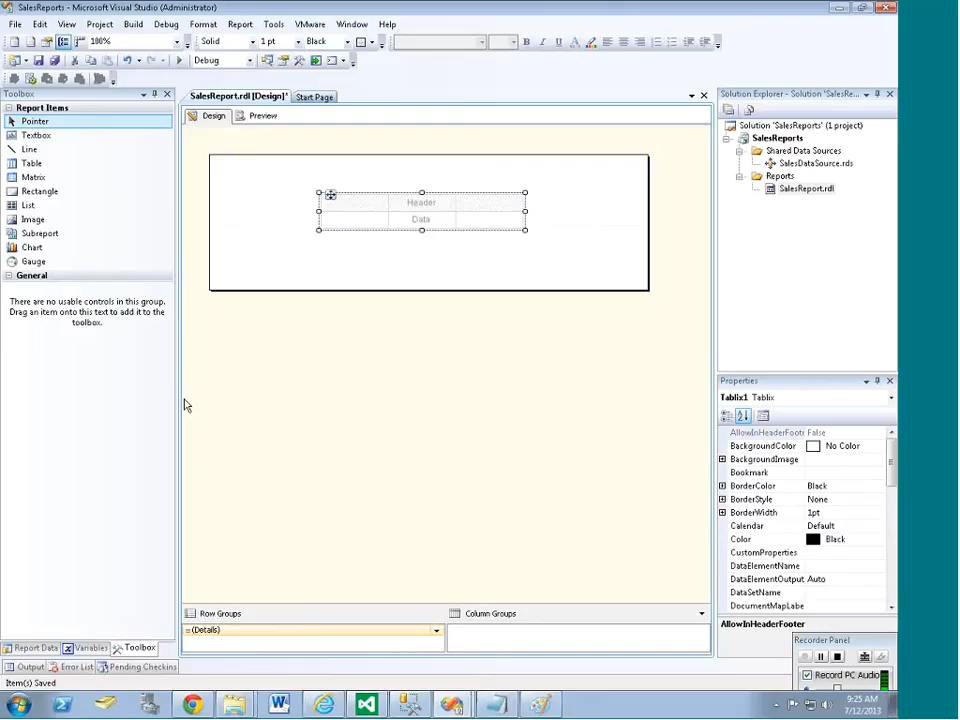 SalesReports - Microsoft Visual Studio (Administrator)
File Edit View Project Build Debug Format Report Tools VMware Window Help
100% Solid 1 pt Black B I U A
Debug
Toolbox
Report Items
Pointer
Textbox
Line
Table
Matrix
Rectangle
List
Image
Subreport
Chart
Gauge
General
There are no usable controls in this group.
Drag an item onto this text to add it to the
toolbox.
Report Data Variables Toolbox
Output Error List Pending Checkins
Item(s) Saved
SalesReport.rdl [Design]* Start Page
Design Preview
Header
Data
Row Groups Column Groups
(Details)
Solution Explorer - Solution 'SalesRe...
Solution 'SalesReports' (1 project)
SalesReports
Shared Data Sources
SalesDataSource.rds
Reports
SalesReport.rdl
Properties
Tablix1 Tablix
AllowInHeaderFoote False
BackgroundColor No Color
BackgroundImage
Bookmark
BorderColor Black
BorderStyle None
BorderWidth 1pt
Calendar Default
Color Black
CustomProperties
DataElementName
DataElementOutput Auto
DataSetName
DocumentMapLabe
AllowInHeaderFooter
Recorder Panel
Record PC Audio
9:25 AM
7/12/2013